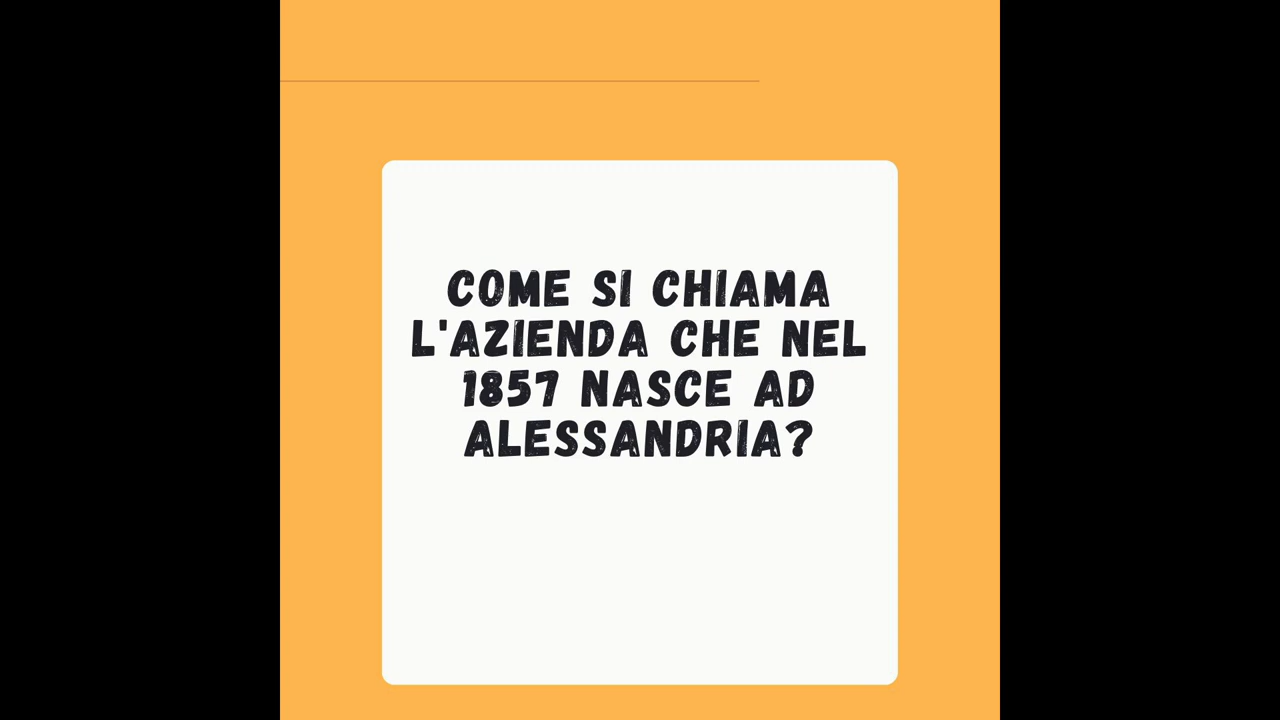 COME SI CHIAMA
L'AZIENDA CHE NEL
1857 NASCE AD
ALESSANDRIA?